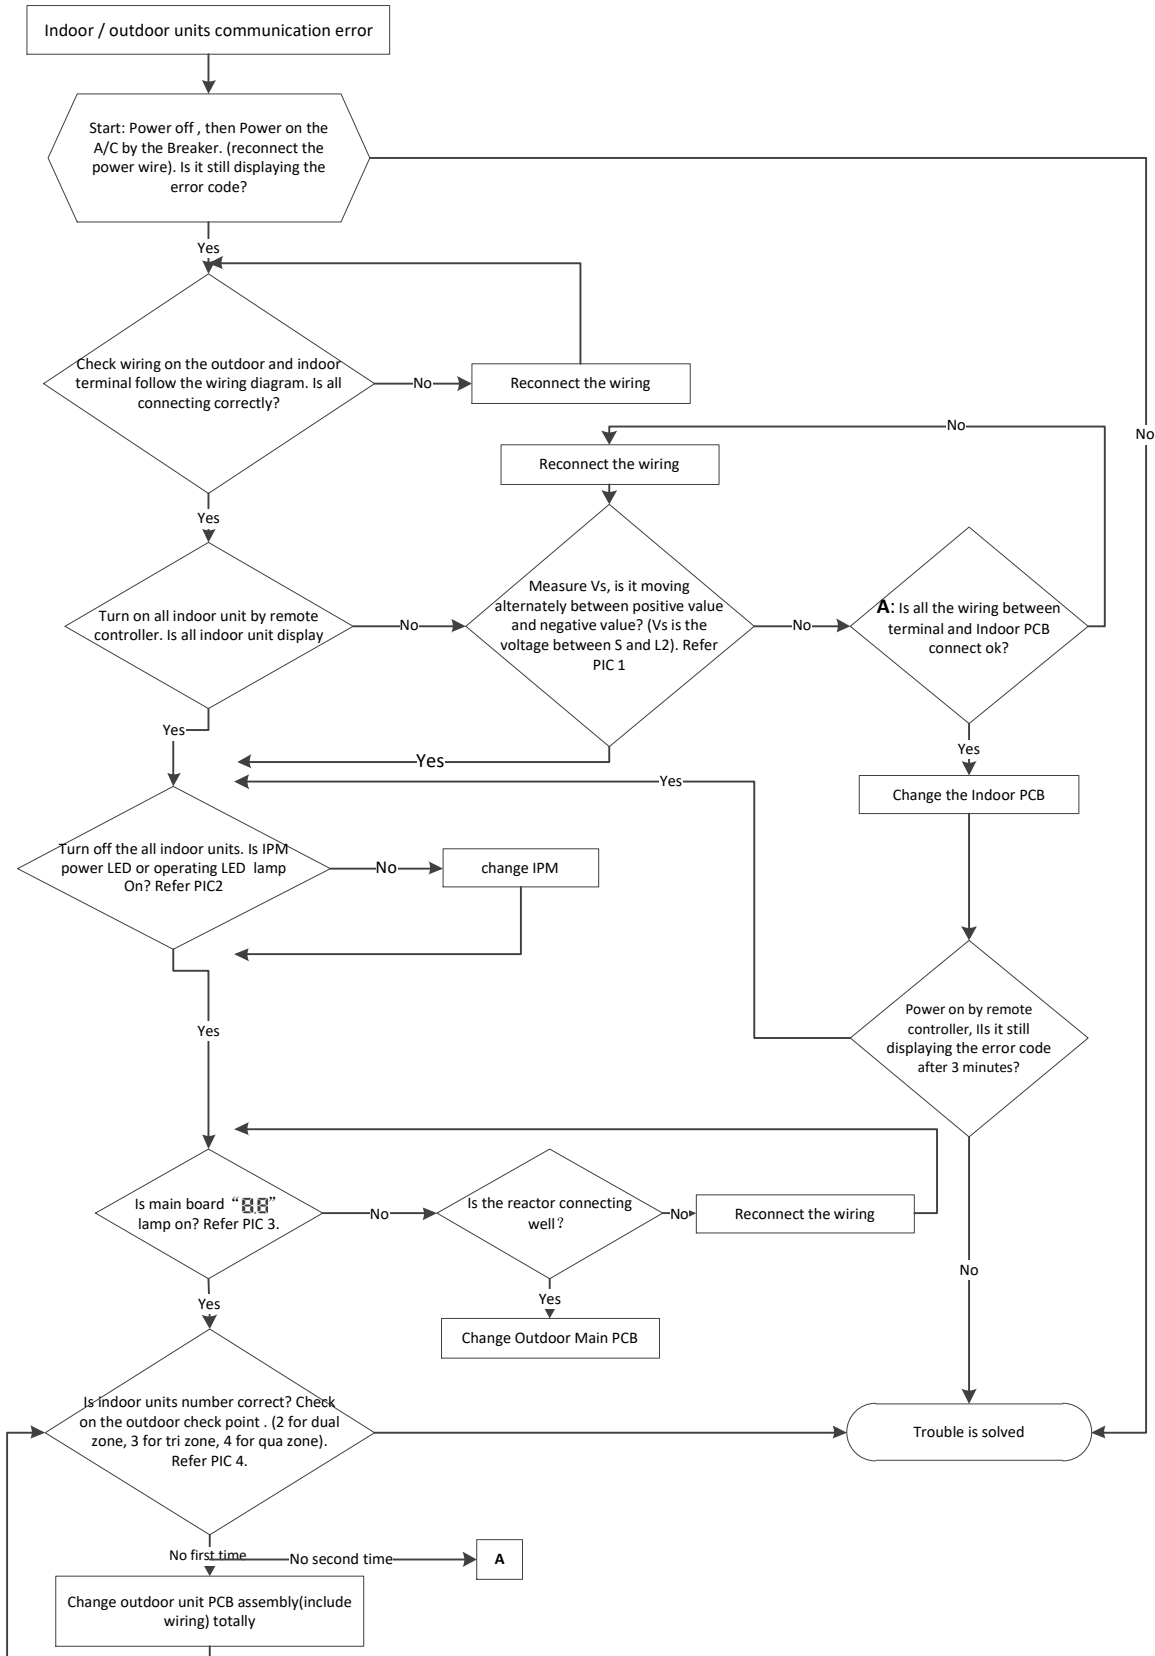 Indoor / outdoor units communication error
Start: Power off , then Power on the
A/C by the Breaker. (reconnect the
power wire). Is it still displaying the
error code?
Yes
Check wiring on the outdoor and indoor
terminal follow the wiring diagram. Is all
connecting correctly?
No
Reconnect the wiring
No
No
Reconnect the wiring
Yes
Turn on all indoor unit by remote
controller. Is all indoor unit display
No
Measure Vs, is it moving
alternately between positive value
and negative value? (Vs is the
voltage between S and L2). Refer
PIC 1
No
A: Is all the wiring between
terminal and Indoor PCB
connect ok?
Yes
Yes
Yes
Yes
Change the Indoor PCB
Turn off the all indoor units. Is IPM
power LED or operating LED lamp
On? Refer PIC2
No
change IPM
Power on by remote
controller, IIs it still
displaying the error code
after 3 minutes?
Yes
Is main board “8.8”
lamp on? Refer PIC 3.
No
Is the reactor connecting
well?
No
Reconnect the wiring
No
Yes
Yes
Change Outdoor Main PCB
Is indoor units number correct? Check
on the outdoor check point . (2 for dual
zone, 3 for tri zone, 4 for qua zone).
Refer PIC 4.
Trouble is solved
No first time
No second time
A
Change outdoor unit PCB assembly(include
wiring) totally